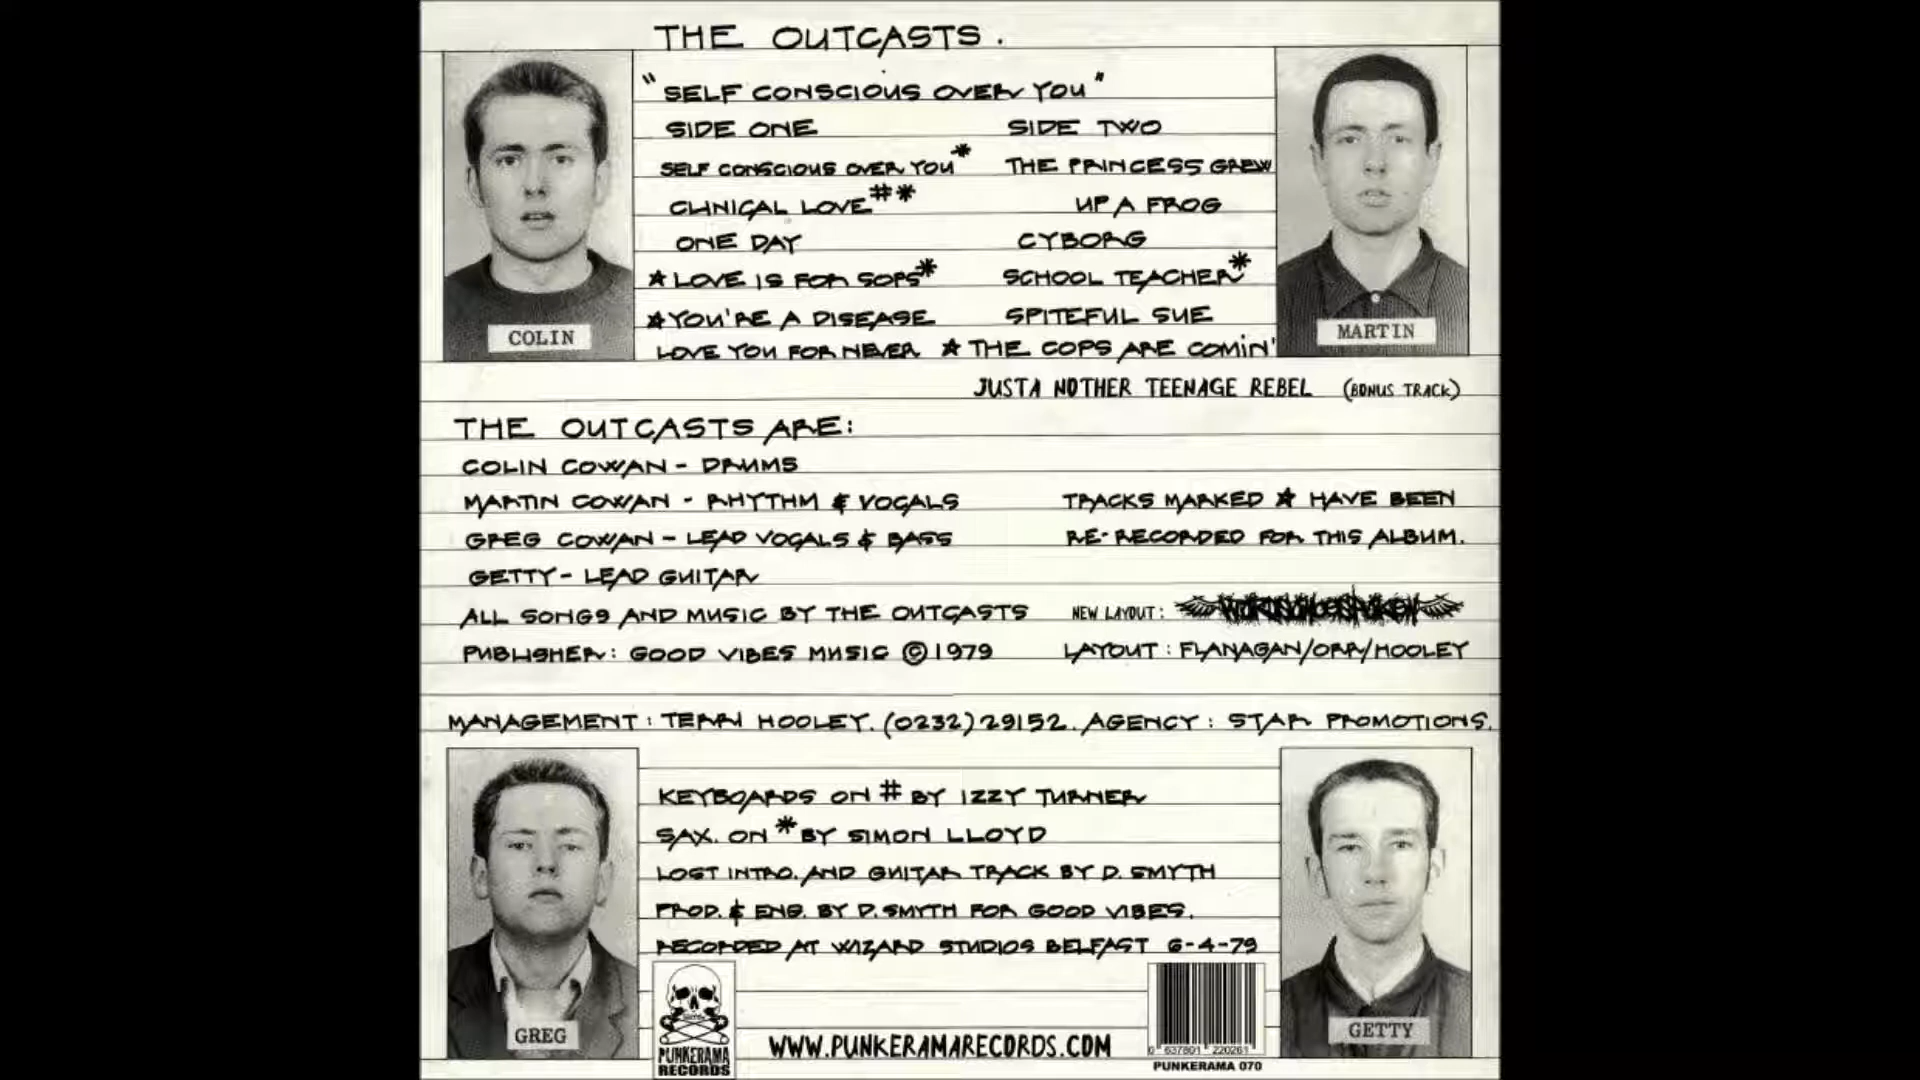 THE OUTCASTS.
"SELF CONSCIOUS OVER YOU"
SIDE ONE
SELF CONSCIOUS OVER YOU*
CLINICAL LOVE#*
ONE DAY
★LOVE IS FOR SOPS*
★YOU'RE A DISEASE
LOVE YOU FOR NEVER
SIDE TWO
THE PRINCESS GREW
UP A FROG
CYBORG
SCHOOL TEACHER*
SPITEFUL SUE
★THE COPS ARE COMIN'
JUSTA NOTHER TEENAGE REBEL (BONUS TRACK)
COLIN
MARTIN
THE OUTCASTS ARE:
COLIN COWAN - DRUMS
MARTIN COWAN - RHYTHM & VOCALS
GREG COWAN - LEAD VOCALS & BASS
GETTY - LEAD GUITAR
ALL SONGS AND MUSIC BY THE OUTCASTS
PUBLISHER: GOOD VIBES MUSIC ©1979
TRACKS MARKED ★ HAVE BEEN
RE-RECORDED FOR THIS ALBUM.
NEW LAYOUT:
LAYOUT: FLANAGAN/ORR/HOOLEY
MANAGEMENT: TERRI HOOLEY. (0232) 29152. AGENCY: STAR PROMOTIONS.
KEYBOARDS ON # BY IZZY TURNER
SAX. ON * BY SIMON LLOYD
LOST INTRO. AND GUITAR TRACK BY D. SMYTH
PROD. & ENG. BY D. SMYTH FOR GOOD VIBES.
RECORDED AT WIZARD STUDIOS BELFAST 6-4-79
GREG
GETTY
PUNKERAMA
RECORDS
WWW.PUNKERAMARECORDS.COM
0 637801 220261
PUNKERAMA 070